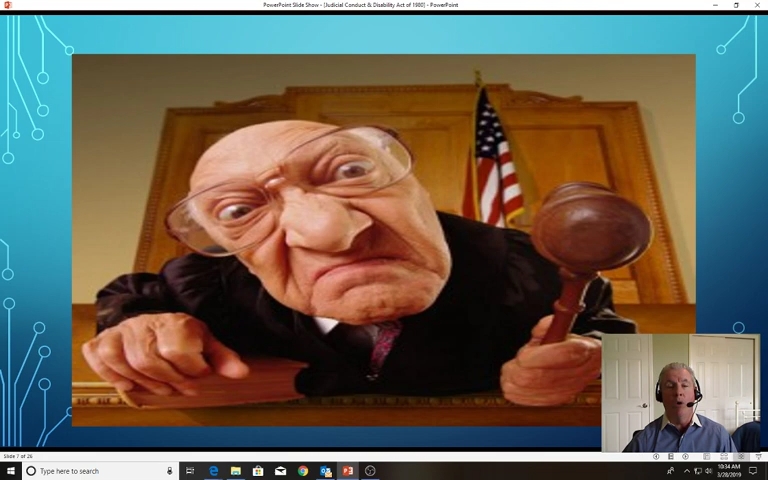 PowerPoint Slide Show - [Judicial Conduct & Disability Act of 1980] - PowerPoint
Slide 7 of 26
Type here to search
10:34 AM
3/28/2019